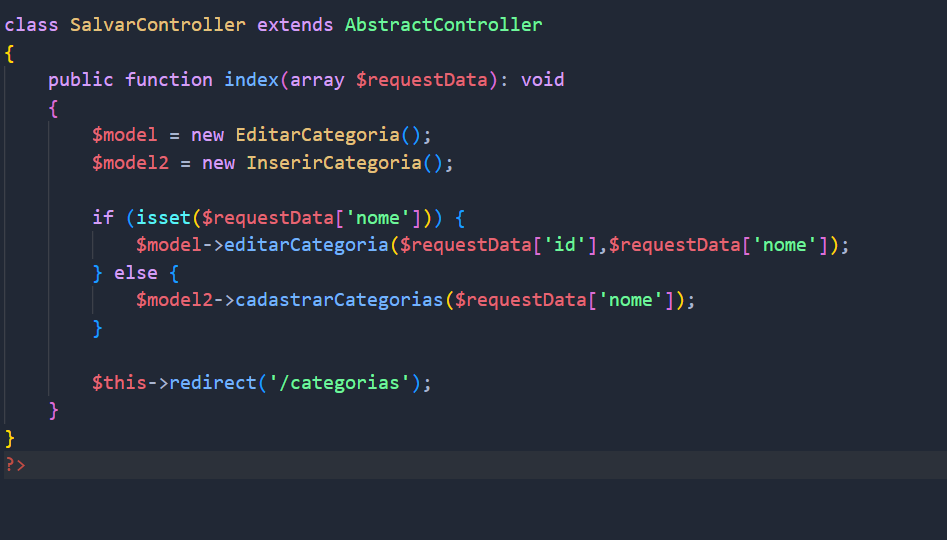 class SalvarController extends AbstractController
{
    public function index(array $requestData): void
    {
        $model = new EditarCategoria();
        $model2 = new InserirCategoria();

        if (isset($requestData['nome'])) {
            $model->editarCategoria($requestData['id'],$requestData['nome']);
        } else {
            $model2->cadastrarCategorias($requestData['nome']);
        }

        $this->redirect('/categorias');
    }
}
?>